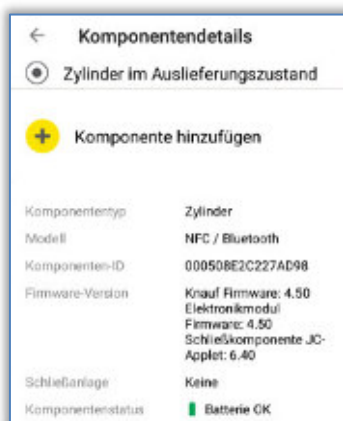 Komponentendetails
Zylinder im Auslieferungszustand
Komponente hinzufügen
Komponententyp Zylinder
Modell NFC / Bluetooth
Komponenten-ID 000508E2C227AD98
Firmware-Version Knauf Firmware: 4.50
Elektronikmodul
Firmware: 4.50
Schließkomponente JC-
Applet: 6.40
Schließanlage Keine
Komponentenstatus Batterie OK